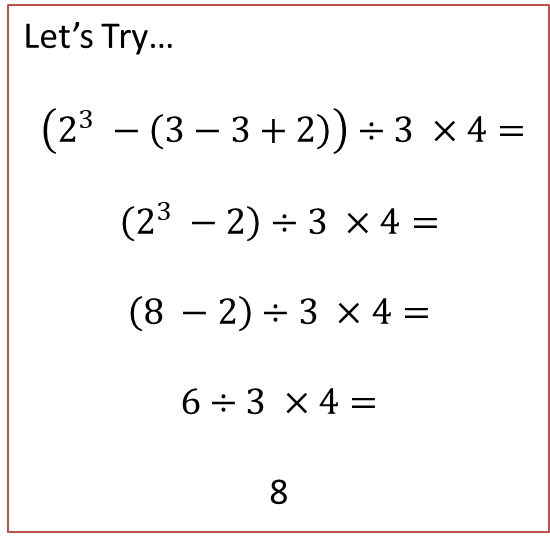 Let's Try...
(2³ − (3 − 3 + 2)) ÷ 3 × 4 =
(2³ − 2) ÷ 3 × 4 =
(8 − 2) ÷ 3 × 4 =
6 ÷ 3 × 4 =
8